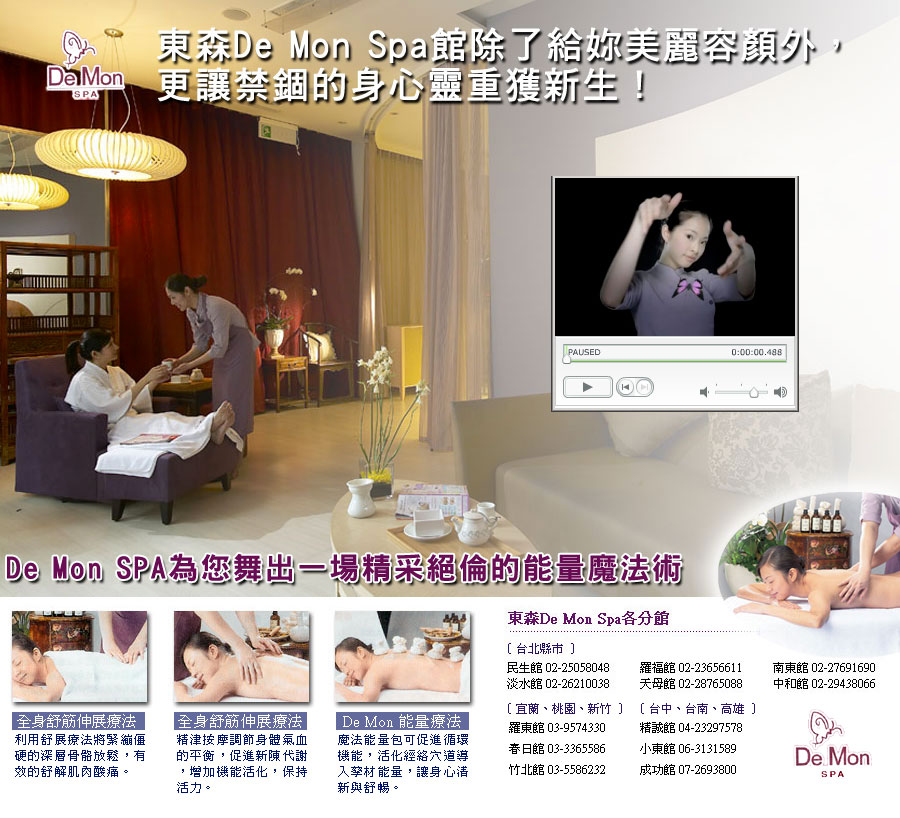 De Mon
SPA
東森De Mon Spa館除了給妳美麗容顏外，
更讓禁錮的身心靈重獲新生！
PAUSED 0:00:00.488
De Mon SPA為您舞出一場精采絕倫的能量魔法術
全身舒筋伸展療法
利用舒展療法將緊繃僵
硬的深層骨骼放鬆，有
效的舒解肌肉酸痛。
全身舒筋伸展療法
精津按摩調節身體氣血
的平衡，促進新陳代謝
，增加機能活化，保持
活力。
De Mon 能量療法
魔法能量包可促進循環
機能，活化經絡穴道導
入孥材能量，讓身心清
新與舒暢。
東森De Mon Spa各分館
〔 台北縣市 〕
民生館 02-25058048 羅福館 02-23656611 南東館 02-27691690
淡水館 02-26210038 天母館 02-28765088 中和館 02-29438066
〔 宜蘭、桃園、新竹 〕 〔 台中、台南、高雄 〕
羅東館 03-9574330 精誠館 04-23297578
春日館 03-3365586 小東館 06-3131589
竹北館 03-5586232 成功館 07-2693800
De Mon
SPA